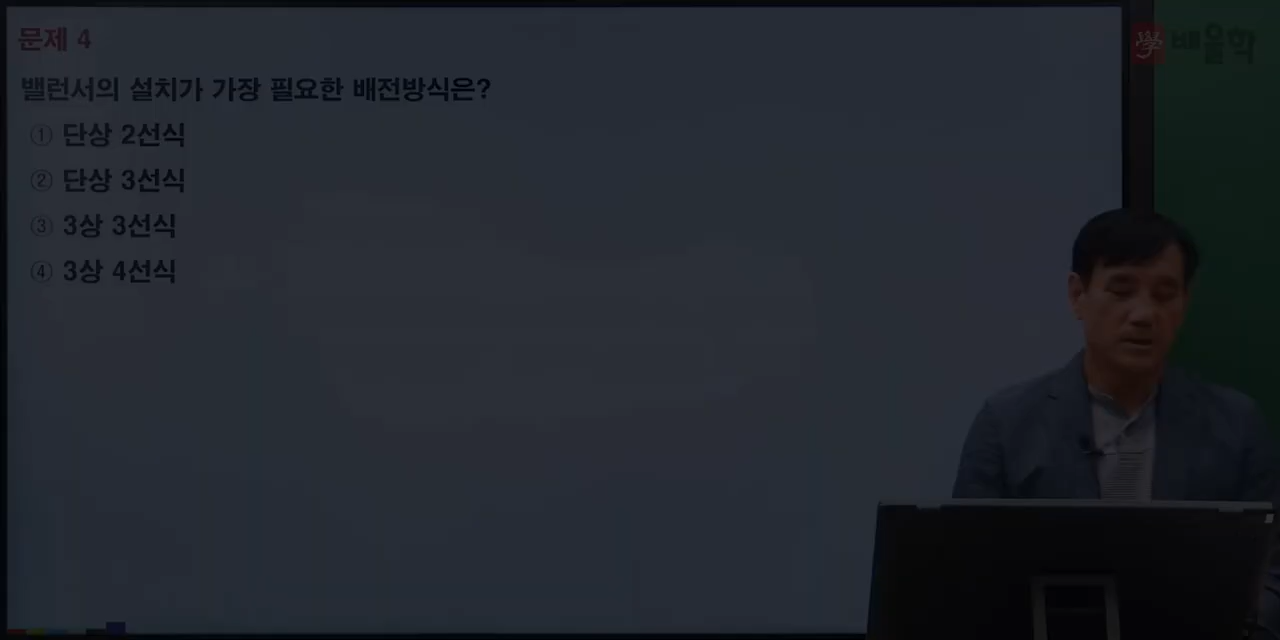 문제 4
밸런서의 설치가 가장 필요한 배전방식은?
① 단상 2선식
② 단상 3선식
③ 3상 3선식
④ 3상 4선식
學 배울학